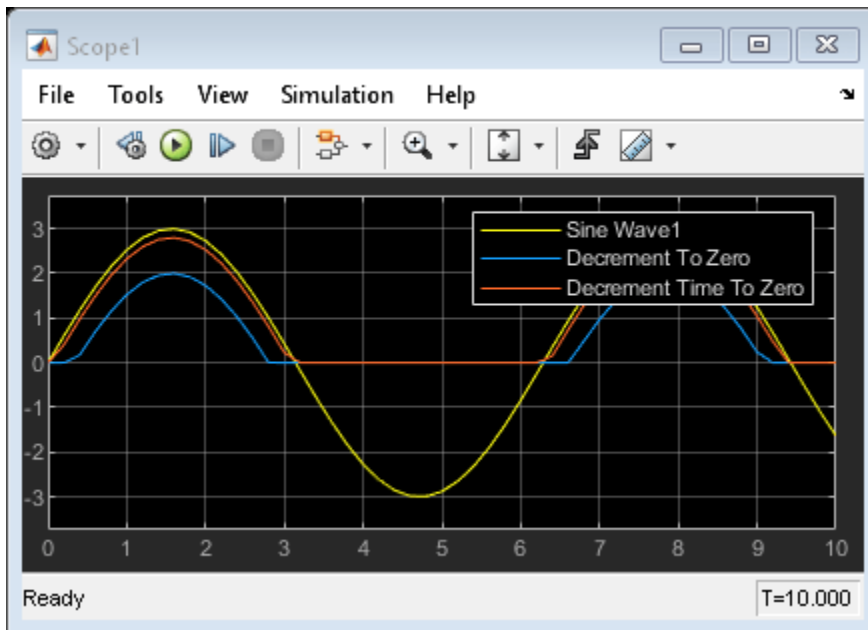 Scope1
File Tools View Simulation Help
Sine Wave1
Decrement To Zero
Decrement Time To Zero
3
2
1
0
-1
-2
-3
0 1 2 3 4 5 6 7 8 9 10
Ready T=10.000